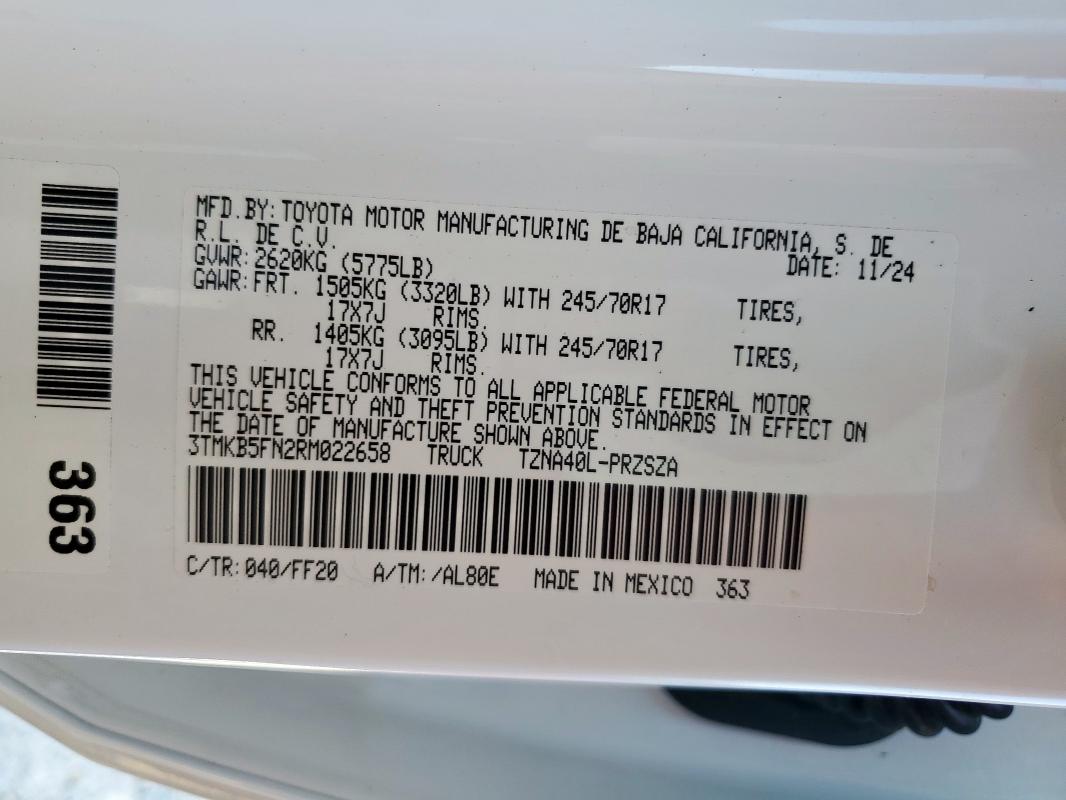 MFD.BY:TOYOTA MOTOR MANUFACTURING DE BAJA CALIFORNIA, S. DE
R.L. DE C.V.
DATE: 11/24
GVWR:2620KG (5775LB)
GAWR:FRT. 1505KG (3320LB) WITH 245/70R17 TIRES,
17X7J RIMS.
RR. 1405KG (3095LB) WITH 245/70R17 TIRES,
17X7J RIMS.
THIS VEHICLE CONFORMS TO ALL APPLICABLE FEDERAL MOTOR
VEHICLE SAFETY AND THEFT PREVENTION STANDARDS IN EFFECT ON
THE DATE OF MANUFACTURE SHOWN ABOVE.
3TMKB5FN2RM022658 TRUCK TZNA40L-PRZSZA
C/TR:040/FF20 A/TM:/AL80E MADE IN MEXICO 363
363